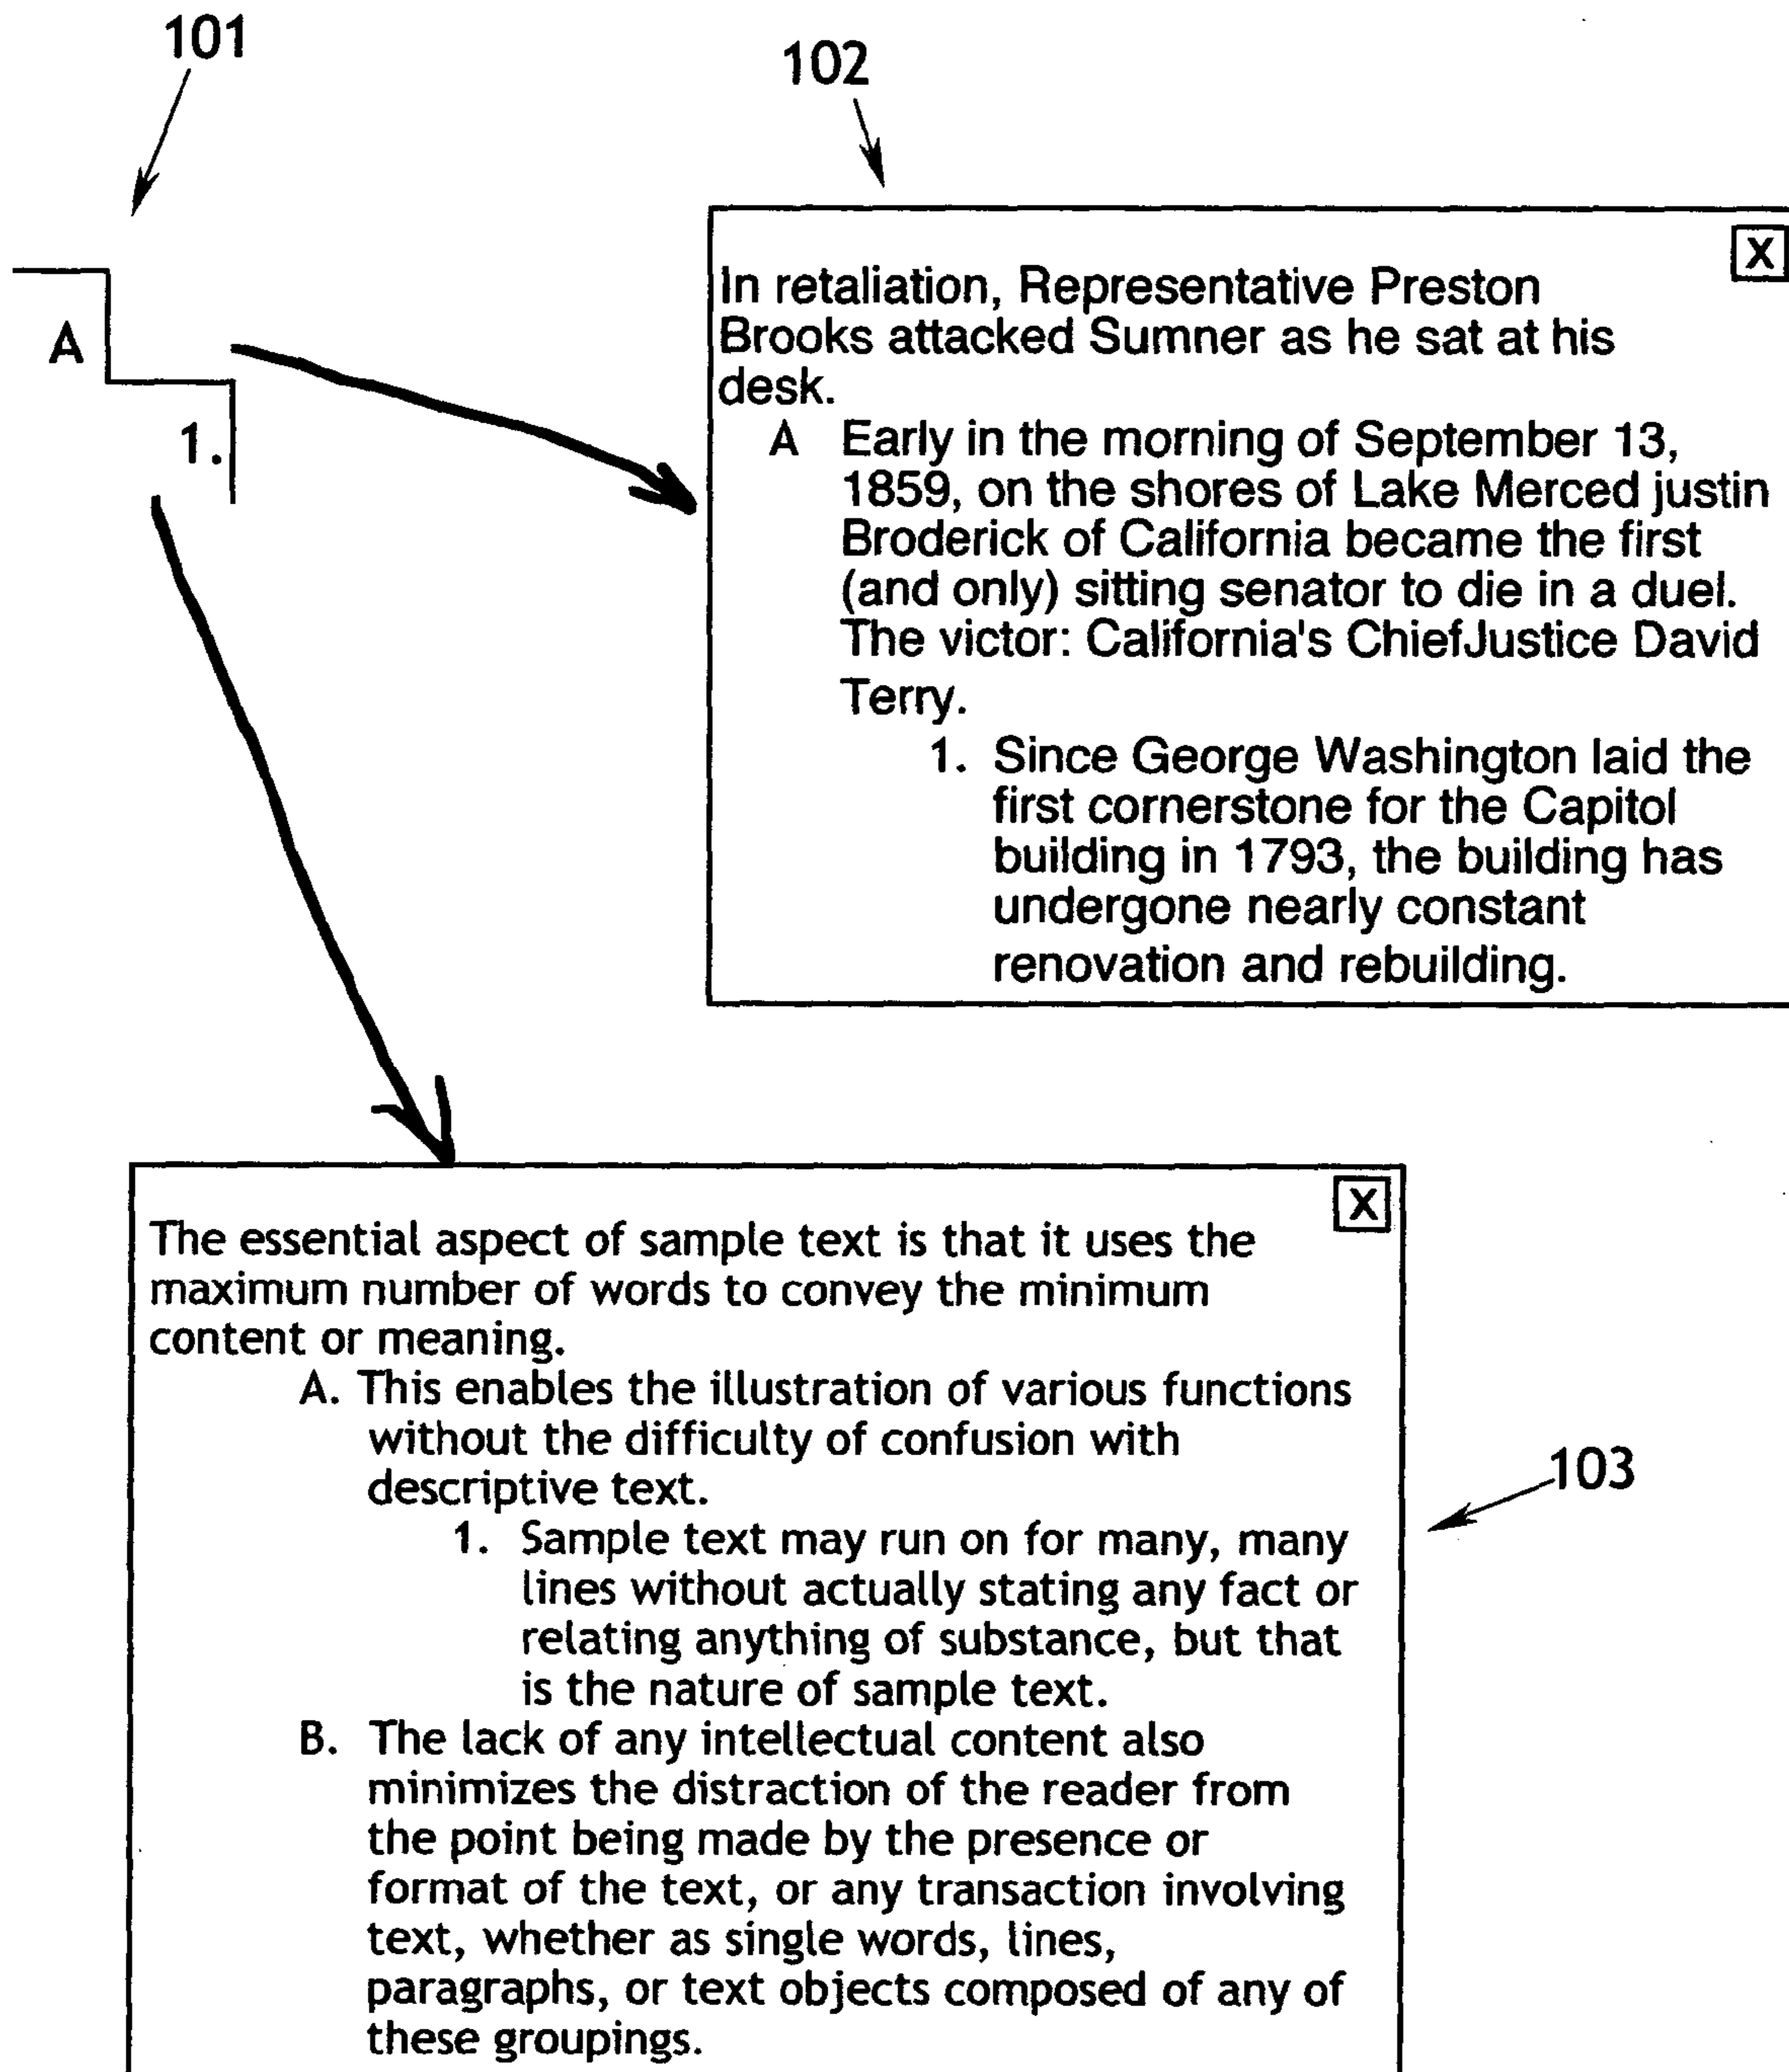 101
102
A
1.
X
In retaliation, Representative Preston
Brooks attacked Sumner as he sat at his
desk.
A Early in the morning of September 13,
1859, on the shores of Lake Merced justin
Broderick of California became the first
(and only) sitting senator to die in a duel.
The victor: California's ChiefJustice David
Terry.
1. Since George Washington laid the
first cornerstone for the Capitol
building in 1793, the building has
undergone nearly constant
renovation and rebuilding.
X
The essential aspect of sample text is that it uses the
maximum number of words to convey the minimum
content or meaning.
A. This enables the illustration of various functions
without the difficulty of confusion with
descriptive text.
1. Sample text may run on for many, many
lines without actually stating any fact or
relating anything of substance, but that
is the nature of sample text.
B. The lack of any intellectual content also
minimizes the distraction of the reader from
the point being made by the presence or
format of the text, or any transaction involving
text, whether as single words, lines,
paragraphs, or text objects composed of any of
these groupings.
103